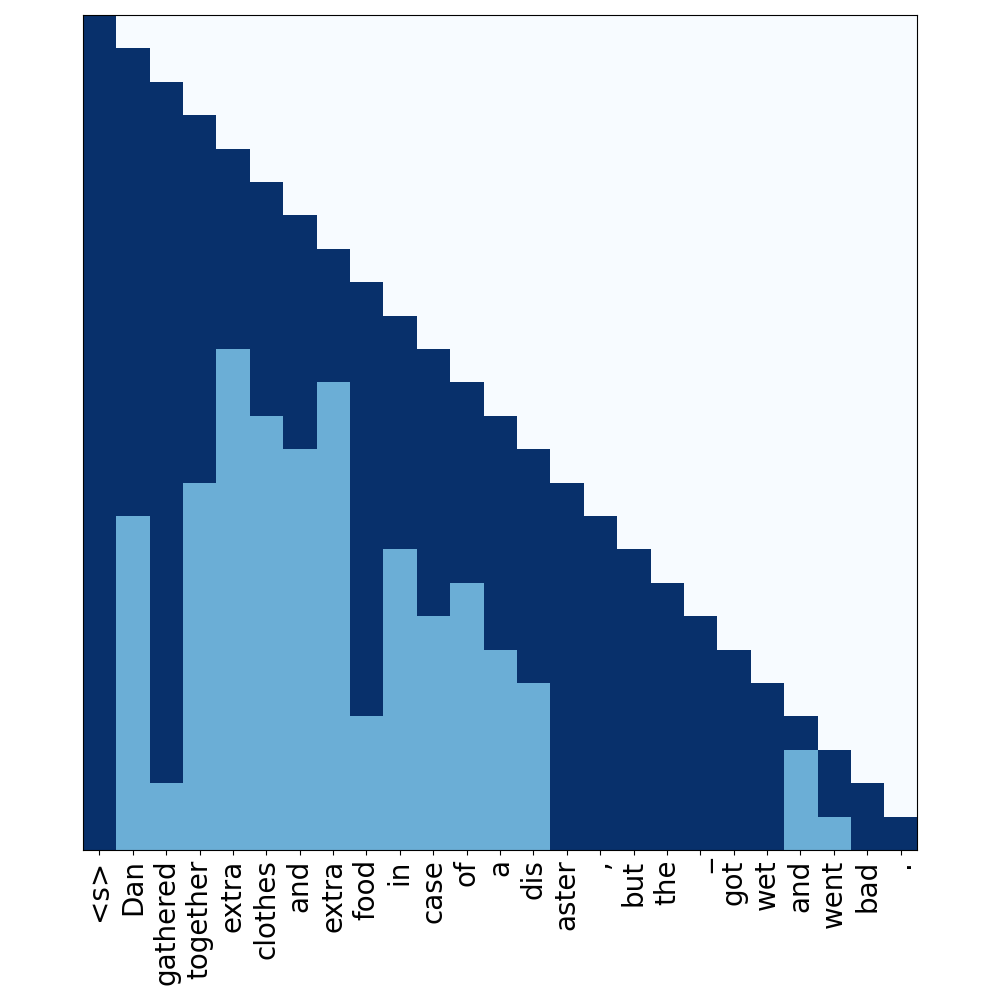 <s> Dan gathered together extra clothes and extra food in case of a dis aster , but the _ got wet and went bad .